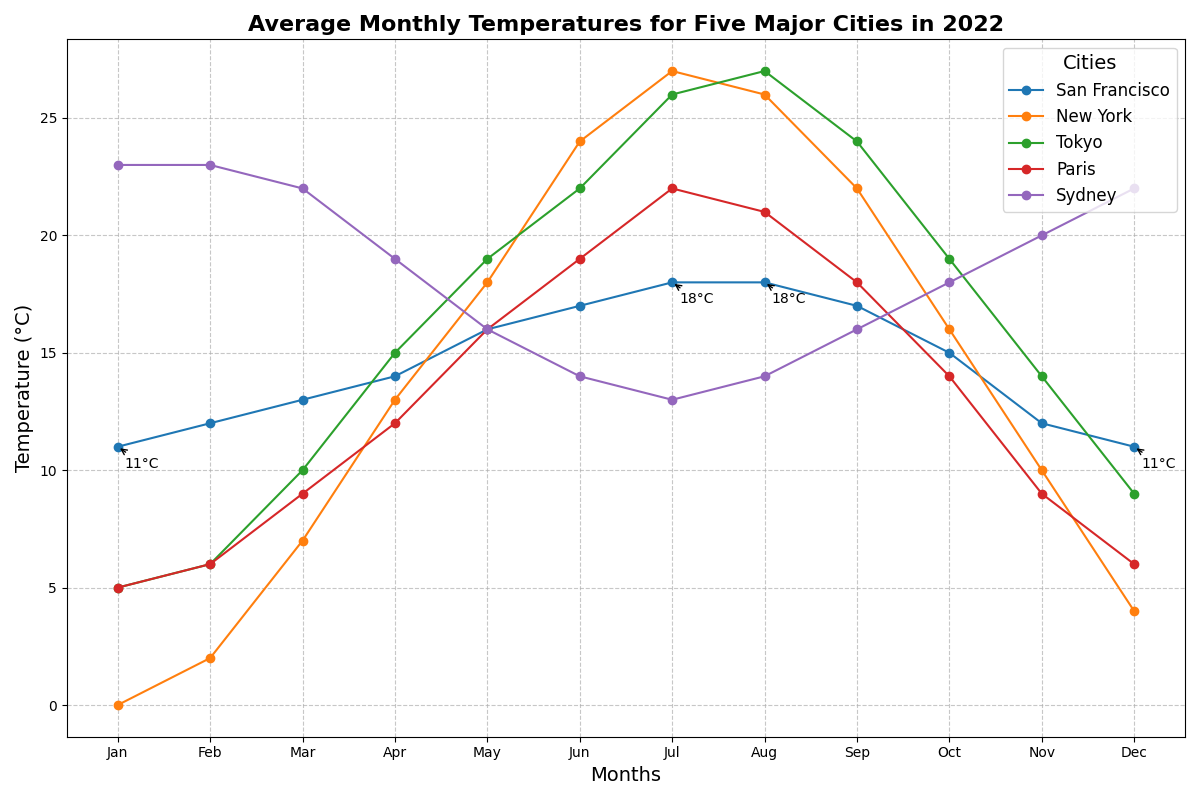 Average Monthly Temperatures for Five Major Cities in 2022
Cities
San Francisco
New York
Tokyo
Paris
Sydney
Temperature (°C)
25
20
15
10
5
0
18°C
18°C
11°C
11°C
Jan Feb Mar Apr May Jun Jul Aug Sep Oct Nov Dec
Months